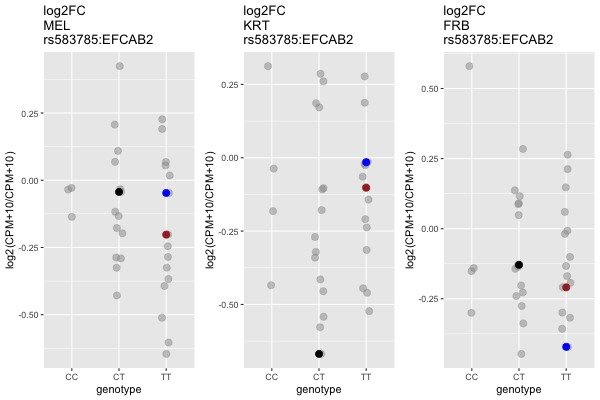 log2FC
MEL
rs583785:EFCAB2
log2(CPM+10/CPM+10)
0.25
0.00
-0.25
-0.50
CC CT TT
genotype
log2FC
KRT
rs583785:EFCAB2
log2(CPM+10/CPM+10)
0.25
0.00
-0.25
-0.50
CC CT TT
genotype
log2FC
FRB
rs583785:EFCAB2
log2(CPM+10/CPM+10)
0.50
0.25
0.00
-0.25
CC CT TT
genotype